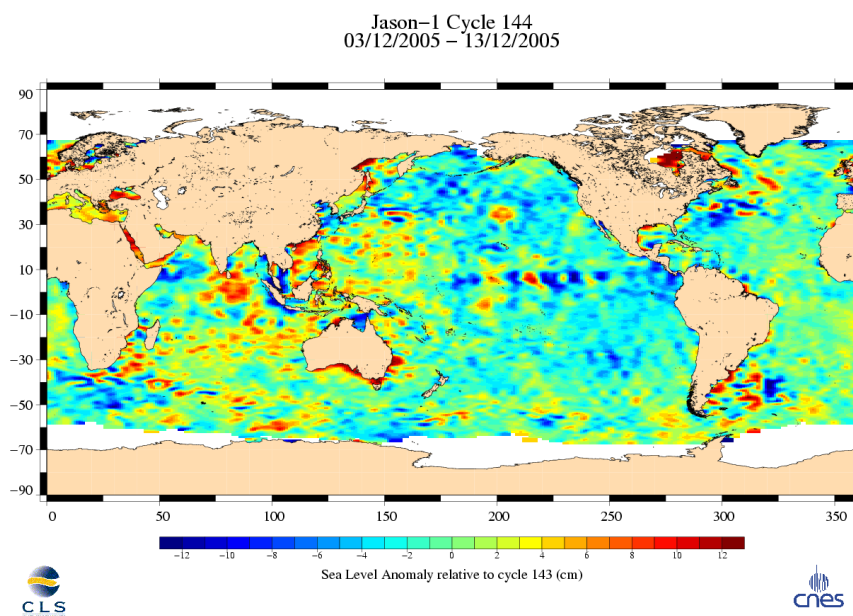 Jason−1 Cycle 144
03/12/2005 − 13/12/2005
90
70
50
30
10
−10
−30
−50
−70
−90
0 50 100 150 200 250 300 350
−12 −10 −8 −6 −4 −2 0 2 4 6 8 10 12
Sea Level Anomaly relative to cycle 143 (cm)
CLS
cnes